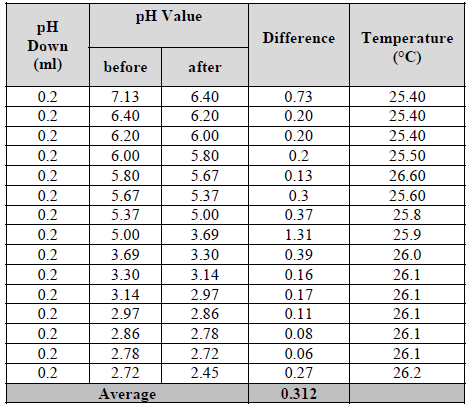 pH Down (ml) | pH Value | Difference | Temperature (°C)
before | after
0.2 | 7.13 | 6.40 | 0.73 | 25.40
0.2 | 6.40 | 6.20 | 0.20 | 25.40
0.2 | 6.20 | 6.00 | 0.20 | 25.40
0.2 | 6.00 | 5.80 | 0.2 | 25.50
0.2 | 5.80 | 5.67 | 0.13 | 26.60
0.2 | 5.67 | 5.37 | 0.3 | 25.60
0.2 | 5.37 | 5.00 | 0.37 | 25.8
0.2 | 5.00 | 3.69 | 1.31 | 25.9
0.2 | 3.69 | 3.30 | 0.39 | 26.0
0.2 | 3.30 | 3.14 | 0.16 | 26.1
0.2 | 3.14 | 2.97 | 0.17 | 26.1
0.2 | 2.97 | 2.86 | 0.11 | 26.1
0.2 | 2.86 | 2.78 | 0.08 | 26.1
0.2 | 2.78 | 2.72 | 0.06 | 26.1
0.2 | 2.72 | 2.45 | 0.27 | 26.2
Average | 0.312